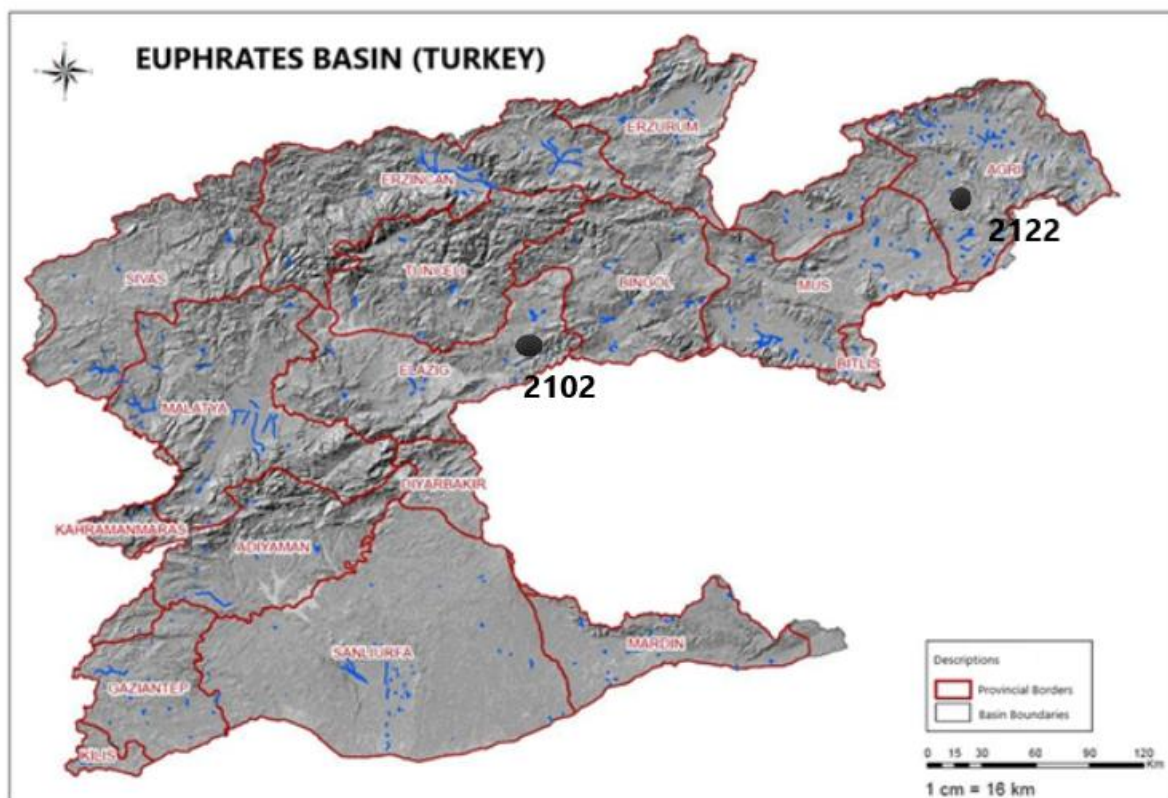 EUPHRATES BASIN (TURKEY)
ERZURUM
AGRI
ERZINCAN
2122
TUNCELI
BINGOL
MUS
SIVAS
BITLIS
ELAZIG
2102
MALATYA
DIYARBAKIR
KAHRAMANMARAS
ADIYAMAN
SANLIURFA
MARDIN
GAZIANTEP
KILIS
Descriptions
Provincial Borders
Basin Boundaries
0 15 30 60 90 120
Km
1 cm = 16 km